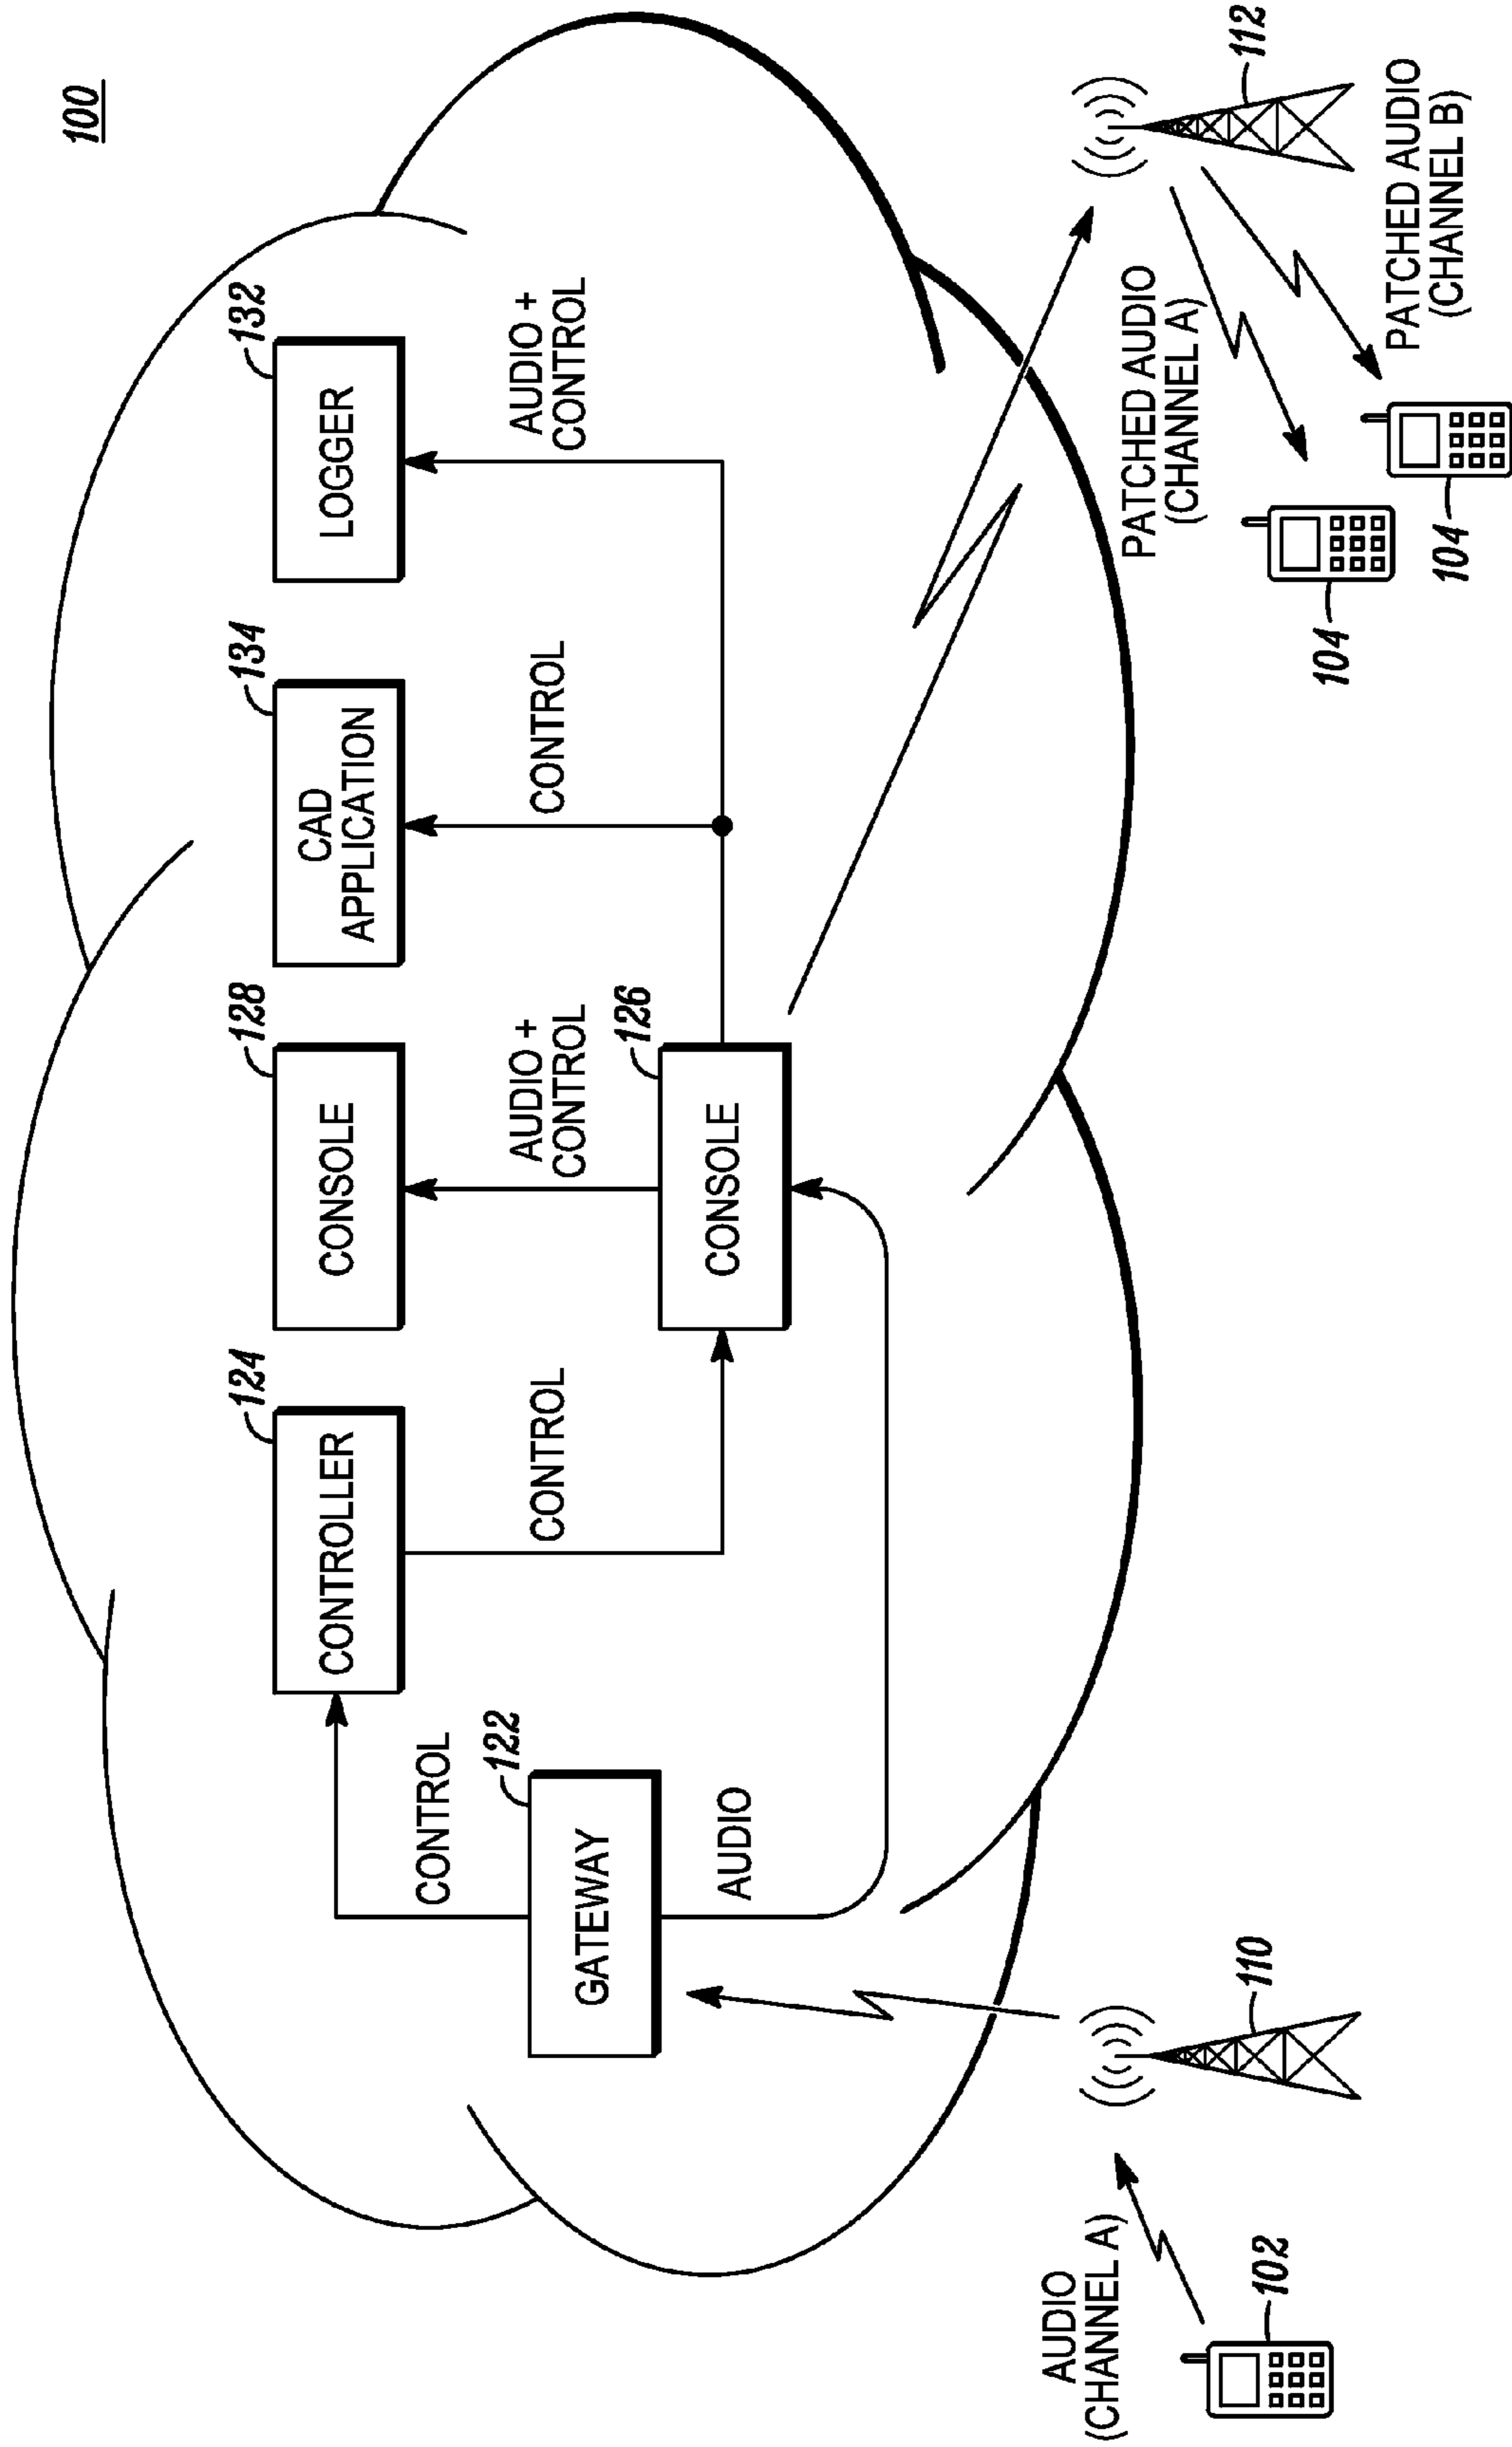 100
132
LOGGER
AUDIO +
CONTROL
134
CAD
APPLICATION
CONTROL
128
CONSOLE
AUDIO +
CONTROL
126
CONSOLE
124
CONTROLLER
CONTROL
CONTROL
122
GATEWAY
AUDIO
110
AUDIO
(CHANNEL A)
102
112
PATCHED AUDIO
(CHANNEL A)
PATCHED AUDIO
(CHANNEL B)
104
104